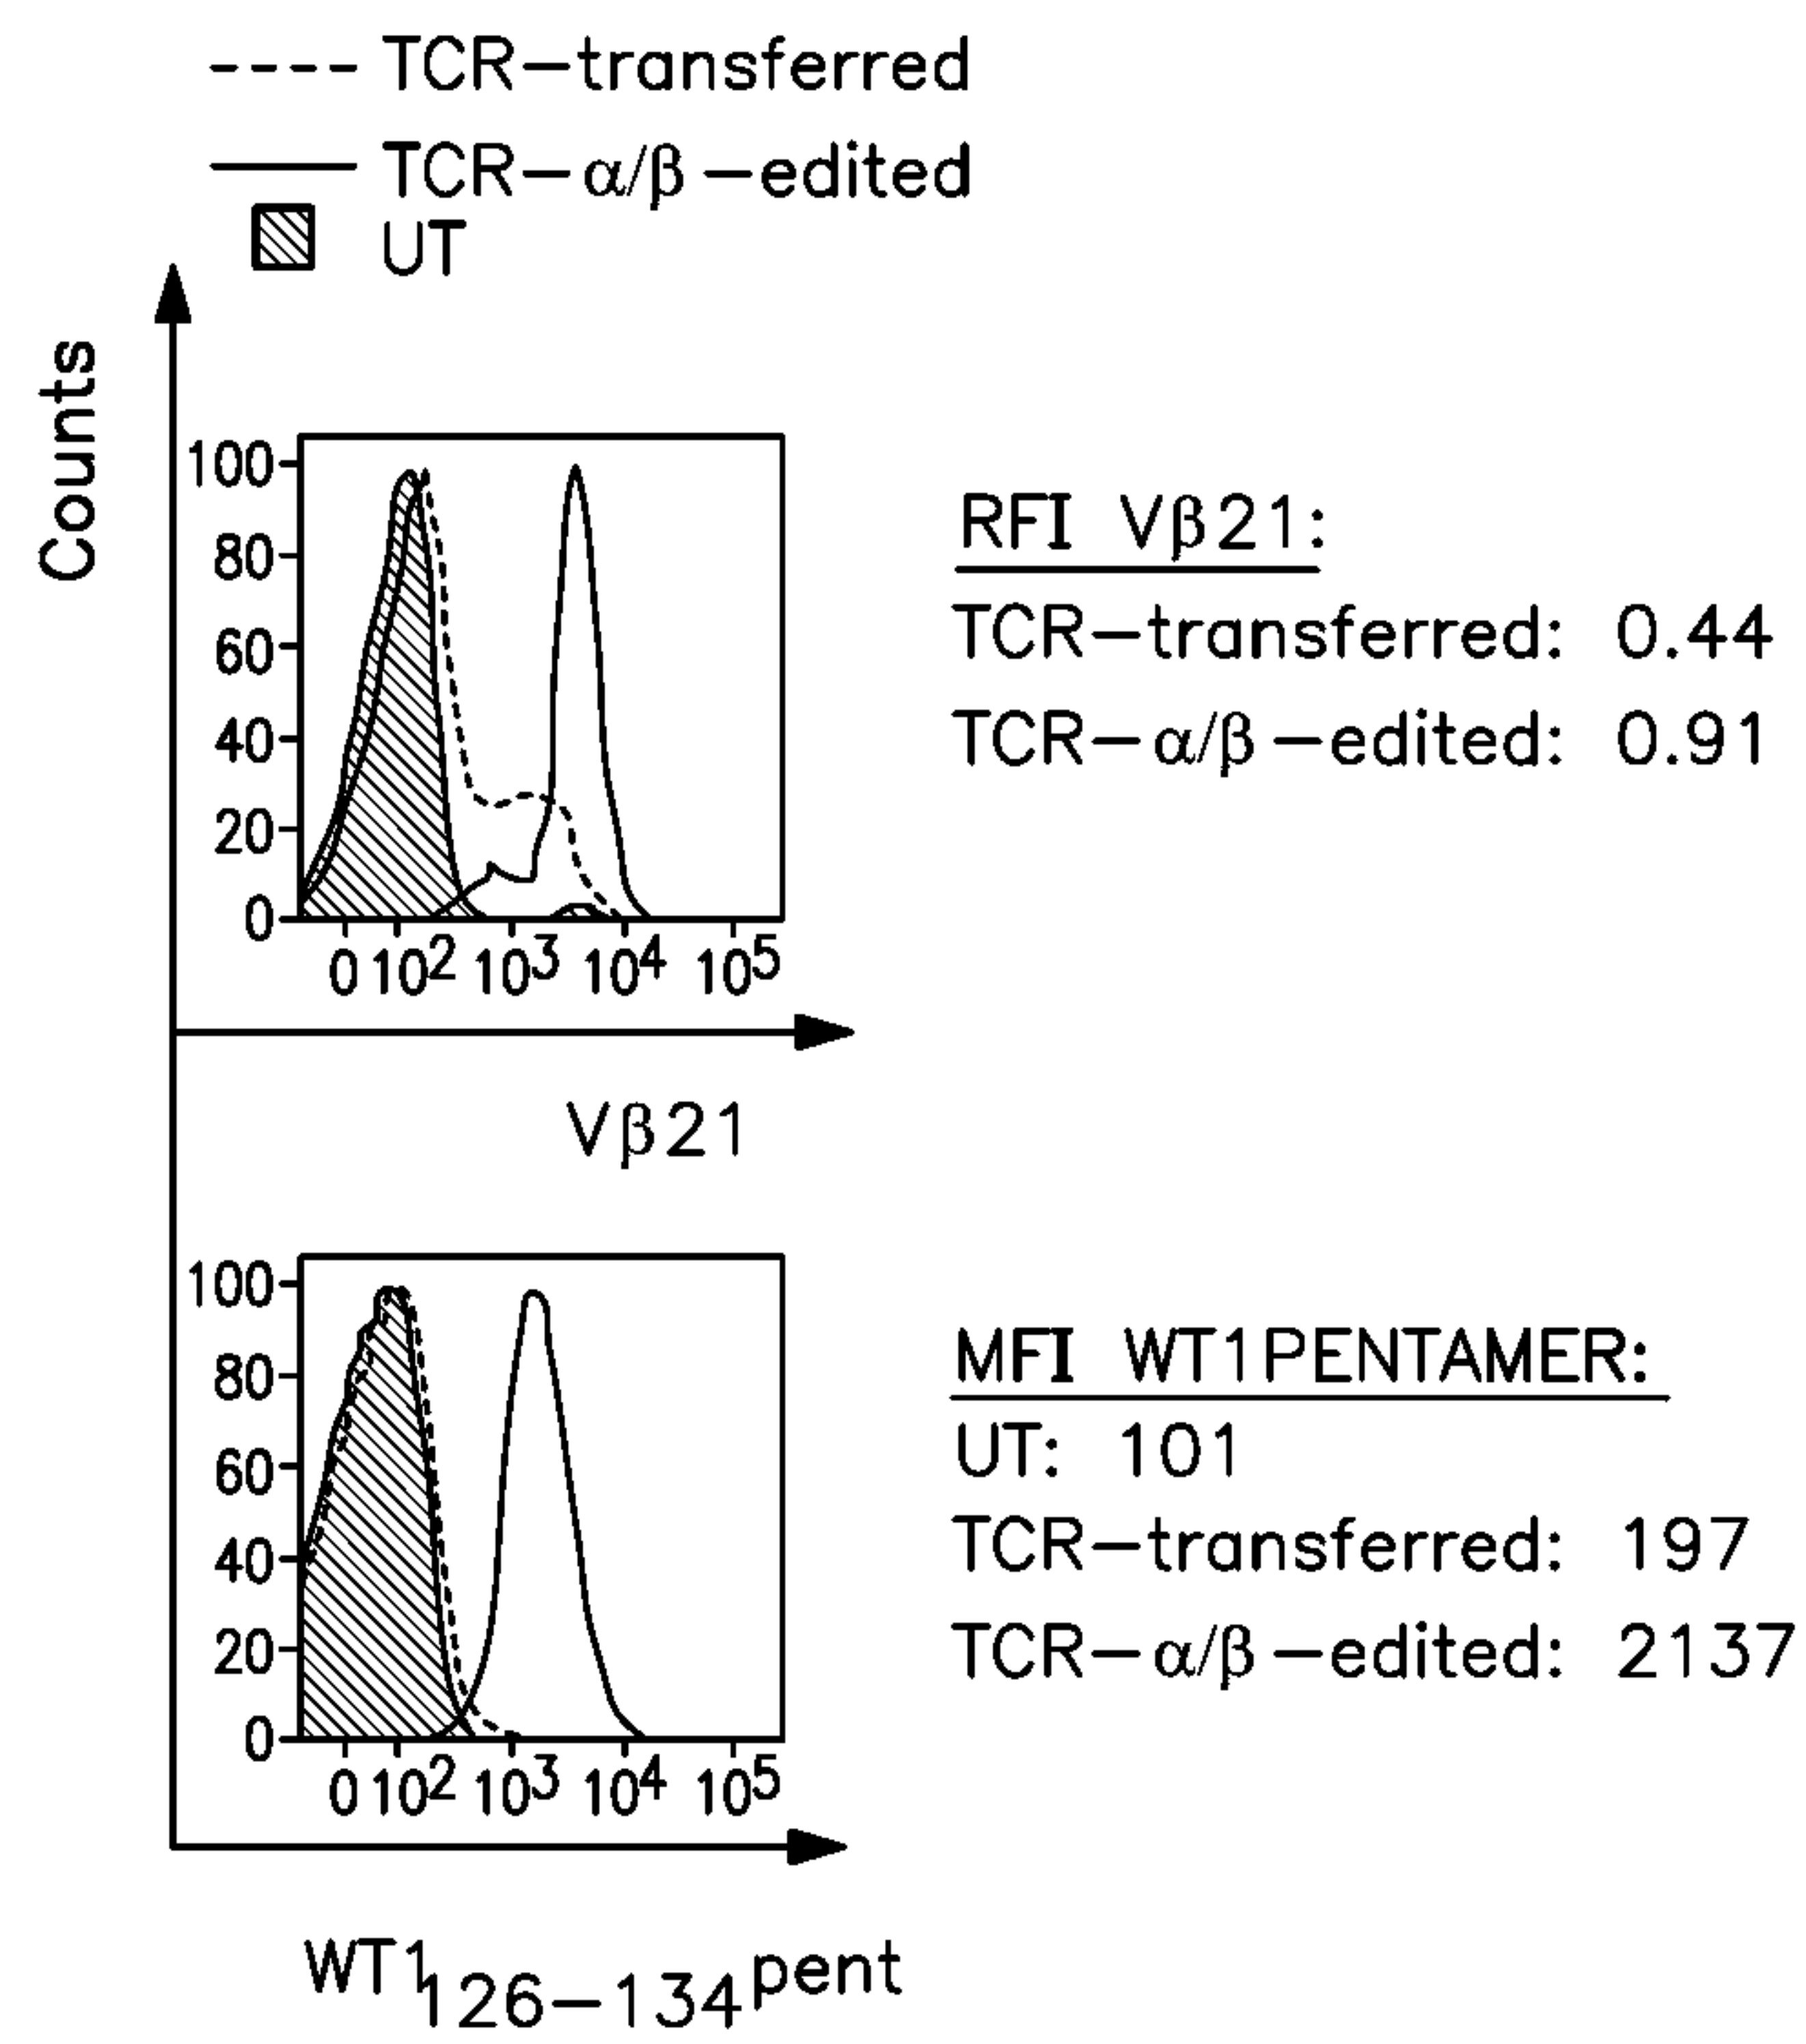 TCR-transferred
TCR-α/β-edited
UT
Counts
100
80
60
40
20
0
0 10² 10³ 10⁴ 10⁵
Vβ21
RFI Vβ21:
TCR-transferred: 0.44
TCR-α/β-edited: 0.91
100
80
60
40
20
0
0 10² 10³ 10⁴ 10⁵
WT1₁₂₆₋₁₃₄pent
MFI WT1PENTAMER:
UT: 101
TCR-transferred: 197
TCR-α/β-edited: 2137